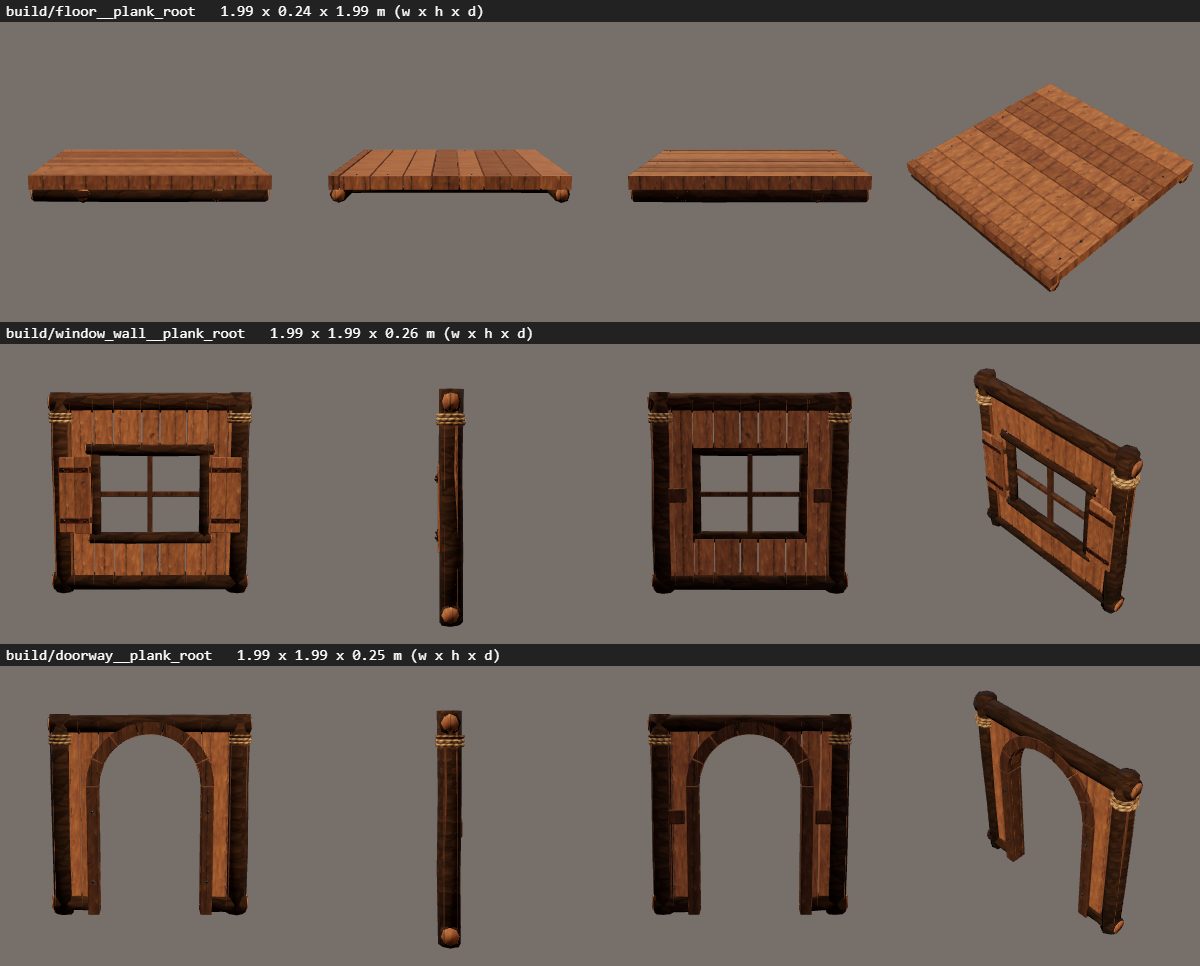 build/floor__plank_root   1.99 x 0.24 x 1.99 m (w x h x d)
build/window_wall__plank_root   1.99 x 1.99 x 0.26 m (w x h x d)
build/doorway__plank_root   1.99 x 1.99 x 0.25 m (w x h x d)